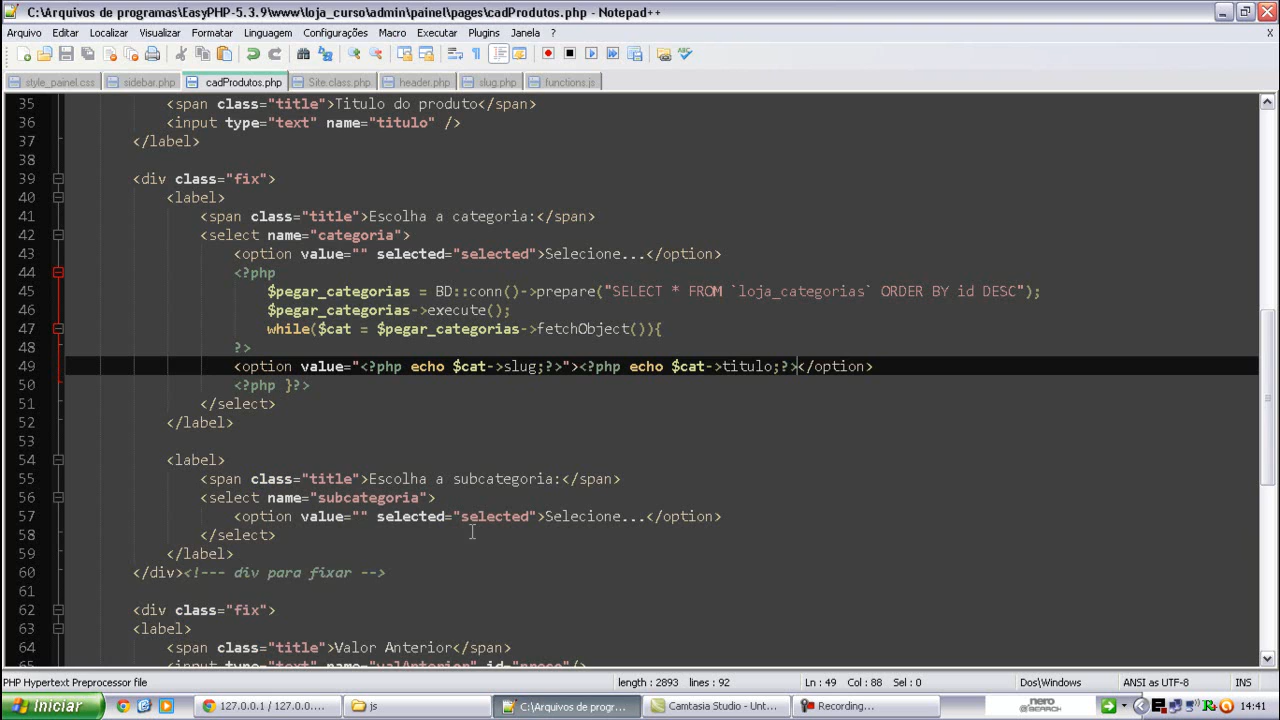 C:\Arquivos de programas\EasyPHP-5.3.9\www\loja_curso\admin\painel\pages\cadProdutos.php - Notepad++
Arquivo Editar Localizar Visualizar Formatar Linguagem Configurações Macro Executar Plugins Janela ? X
style_painel.css sidebar.php cadProdutos.php Site.class.php header.php slug.php functions.js
35 <span class="title">Titulo do produto</span>
36 <input type="text" name="titulo" />
37 </label>
38
39 <div class="fix">
40 <label>
41 <span class="title">Escolha a categoria:</span>
42 <select name="categoria">
43 <option value="" selected="selected">Selecione...</option>
44 <?php
45 $pegar_categorias = BD::conn()->prepare("SELECT * FROM `loja_categorias` ORDER BY id DESC");
46 $pegar_categorias->execute();
47 while($cat = $pegar_categorias->fetchObject()){
48 ?>
49 <option value="<?php echo $cat->slug;?>"><?php echo $cat->titulo;?></option>
50 <?php }?>
51 </select>
52 </label>
53
54 <label>
55 <span class="title">Escolha a subcategoria:</span>
56 <select name="subcategoria">
57 <option value="" selected="selected">Selecione...</option>
58 </select>
59 </label>
60 </div><!--- div para fixar -->
61
62 <div class="fix">
63 <label>
64 <span class="title">Valor Anterior</span>
65 <input type="text" name="valAnterior" id="preco"/>
PHP Hypertext Preprocessor file length : 2893 lines : 92 Ln : 49 Col : 88 Sel : 0 Dos\Windows ANSI as UTF-8 INS
Iniciar 127.0.0.1 / 127.0.0.... js C:\Arquivos de progr... Camtasia Studio - Unt... Recording... nero SEARCH 14:41